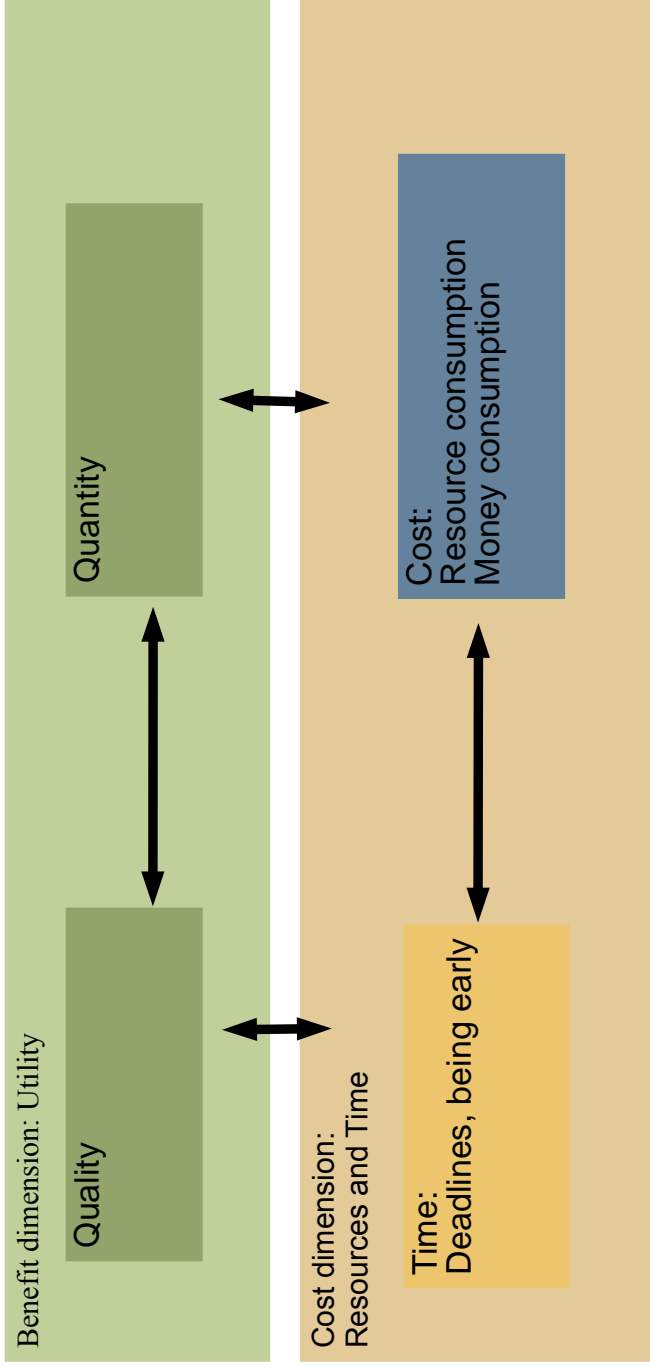 Benefit dimension: Utility
Quality
Quantity
Cost dimension:
Resources and Time
Time:
Deadlines, being early
Cost:
Resource consumption
Money consumption